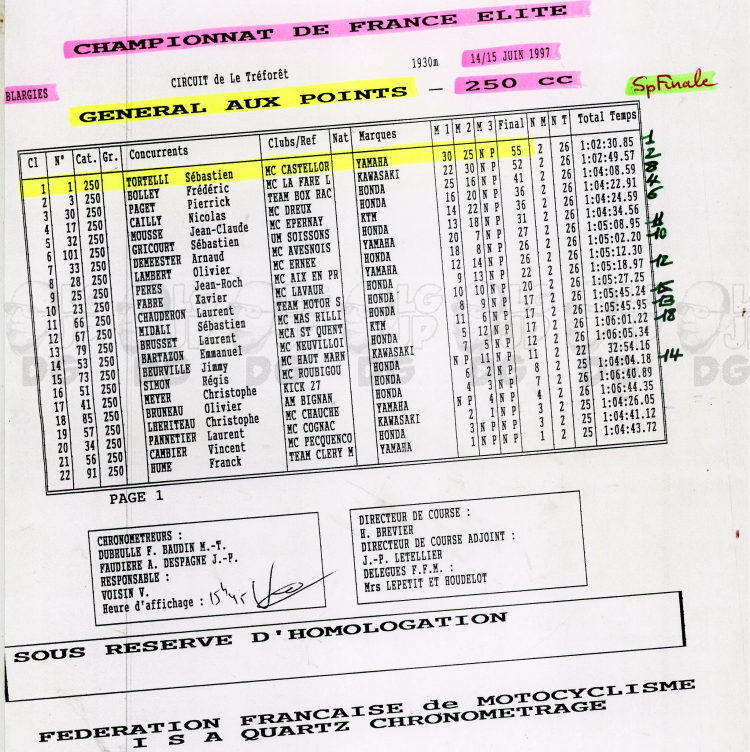 CHAMPIONNAT DE FRANCE ELITE
BLARGIES CIRCUIT de Le Tréforêt 1930m 14/15 JUIN 1997
GENERAL AUX POINTS - 250 CC SpFinale
Cl N° Cat. Gr. Concurrents Clubs/Ref Nat Marques M 1 M 2 M 3 Final N M N T Total Temps
1 1 250 TORTELLI Sébastien MC CASTELLOR YAMAHA 30 25 N P 55 2 26 1:02:30.85 1
2 3 250 BOLLEY Frédéric MC LA FARE L KAWASAKI 22 30 N P 52 2 26 1:02:49.57 2
3 30 250 PAGET Pierrick TEAM BOX RAC HONDA 25 16 N P 41 2 26 1:04:08.59 8
4 17 250 CAILLY Nicolas MC DREUX HONDA 16 20 N P 36 2 26 1:04:22.91 4
5 32 250 MOUSSE Jean-Claude MC EPERNAY KTM 14 22 N P 36 2 26 1:04:24.59 6
6 101 250 GRICOURT Sébastien UM SOISSONS HONDA 13 18 N P 31 2 26 1:04:34.56
7 33 250 DEMEESTER Arnaud MC AVESNOIS YAMAHA 20 7 N P 27 2 26 1:05:08.95 11
8 28 250 LAMBERT Olivier MC ERNEE HONDA 18 8 N P 26 2 26 1:05:02.20 10
9 25 250 PERES Jean-Roch MC AIX EN PR YAMAHA 12 14 N P 26 2 26 1:05:12.30
10 23 250 FABRE Xavier MC LAVAUR HONDA 9 13 N P 22 2 26 1:05:18.97 12
11 66 250 CHAUDERON Laurent TEAM MOTOR S HONDA 10 10 N P 20 2 26 1:05:27.25
12 67 250 MIDALI Sébastien MC MAS RILLI HONDA 8 9 N P 17 2 26 1:05:45.24 15
13 79 250 BRUSSET Laurent MCA ST QUENT KTM 11 6 N P 17 2 26 1:05:45.95 13
14 53 250 BARTAZON Emmanuel MC NEUVILLOI HONDA 5 12 N P 17 2 26 1:06:01.22 18
15 73 250 BEURVILLE Jimmy MC HAUT MARN KAWASAKI 7 5 N P 12 2 26 1:06:05.34
16 51 250 SIMON Régis MC ROUBIGOU HONDA N P 11 N P 11 2 22 32:54.16
17 41 250 MEYER Christophe KICK 27 HONDA 6 2 N P 8 2 25 1:04:04.18 14
18 85 250 BRUNEAU Olivier AM BIGNAN HONDA 4 3 N P 7 2 26 1:06:40.89
19 57 250 LHERITEAU Christophe MC CHAUCHE YAMAHA N P 4 N P 4 2 26 1:06:44.35
20 34 250 PANNETIER Laurent MC COGNAC KAWASAKI 2 1 N P 3 2 25 1:04:26.05
21 56 250 CAMBIER Vincent MC PECQUENCO HONDA 3 N P N P 3 2 25 1:04:41.12
22 91 250 HUME Franck TEAM CLERY M YAMAHA 1 N P N P 1 2 25 1:04:43.72
PAGE 1
CHRONOMETREURS :
DUBRULLE F. BAUDIN M.-T.
FAUDIERE A. DESPAGNE J.-P.
RESPONSABLE :
VOISIN V.
Heure d'affichage : 15h45
DIRECTEUR DE COURSE :
H. BREVIER
DIRECTEUR DE COURSE ADJOINT :
J.-P. LETELLIER
DELEGUES F.F.M. :
Mrs LEPETIT ET HOUDELOT
SOUS RESERVE D'HOMOLOGATION
FEDERATION FRANCAISE de MOTOCYCLISME
I S A QUARTZ CHRONOMETRAGE